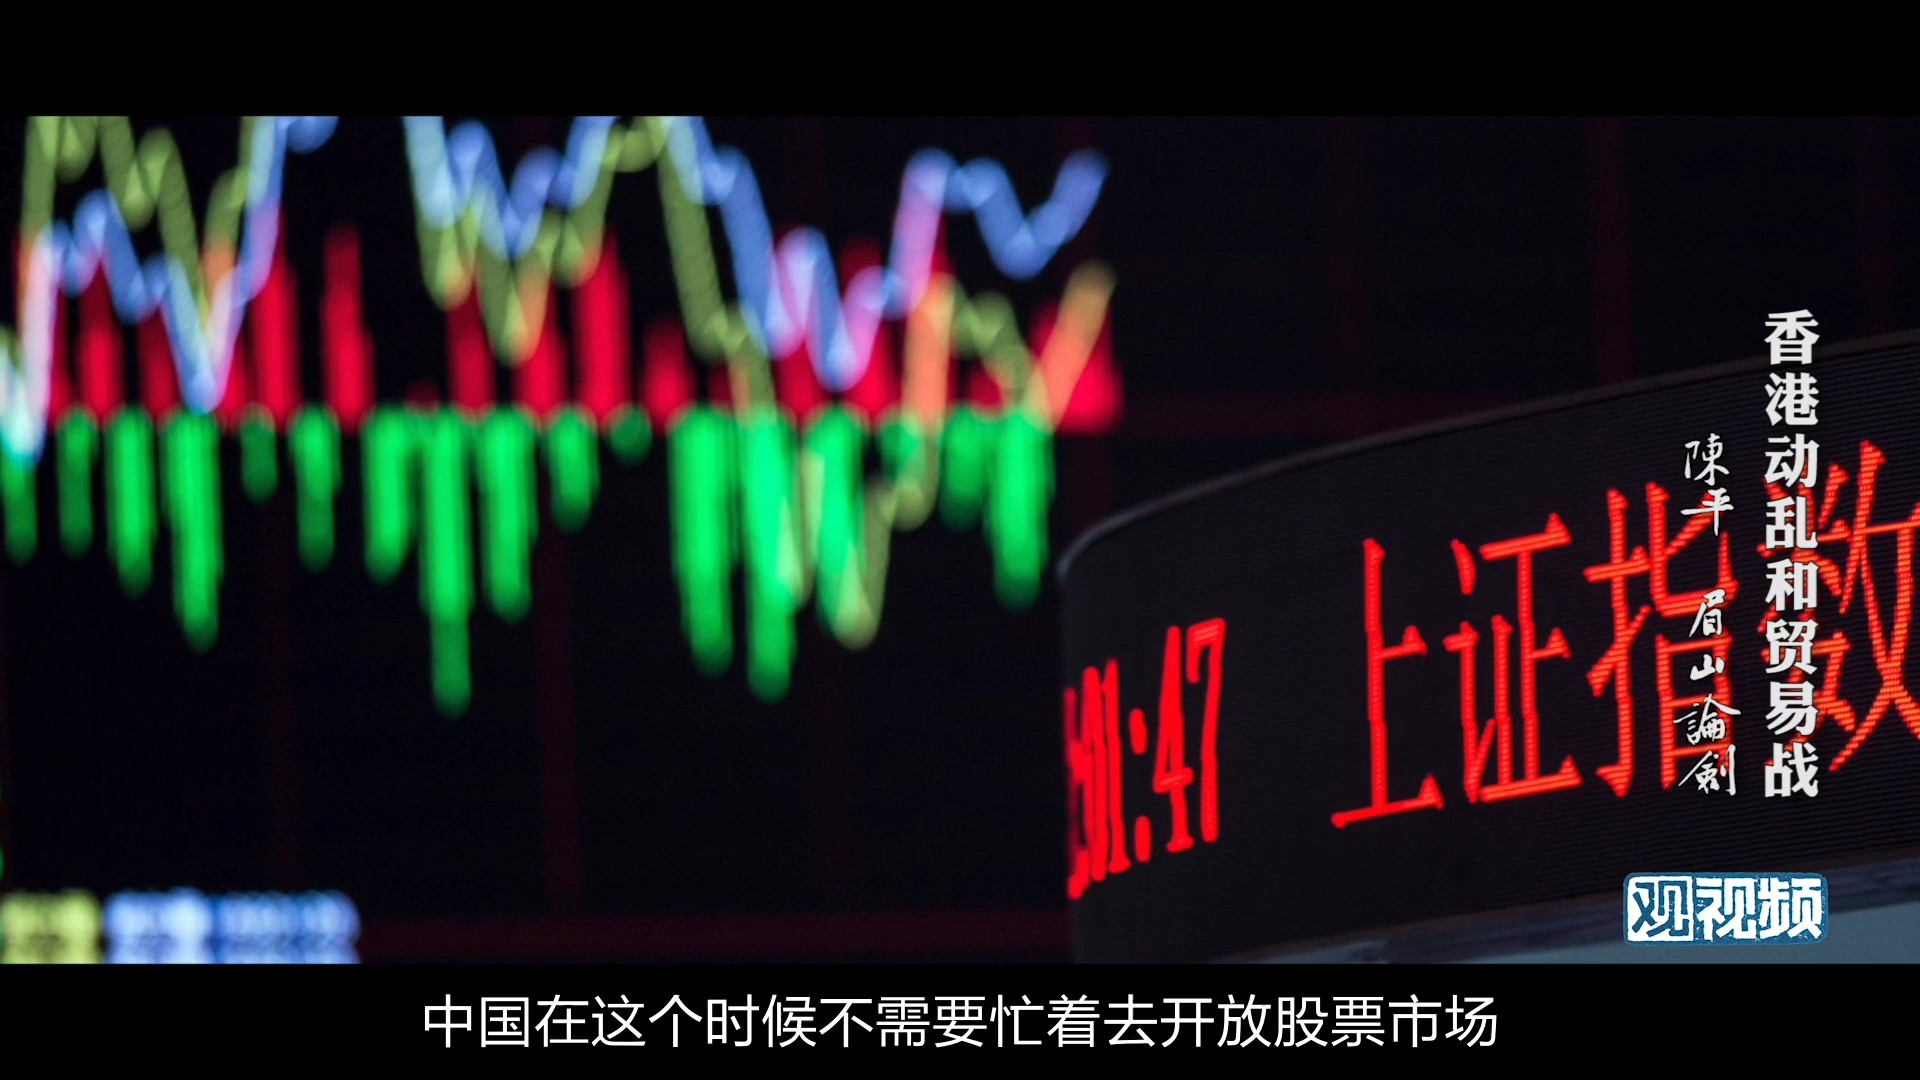 香港动乱和贸易战
陳平 眉山論劍
:01:47 上证指数
观视频
中国在这个时候不需要忙着去开放股票市场